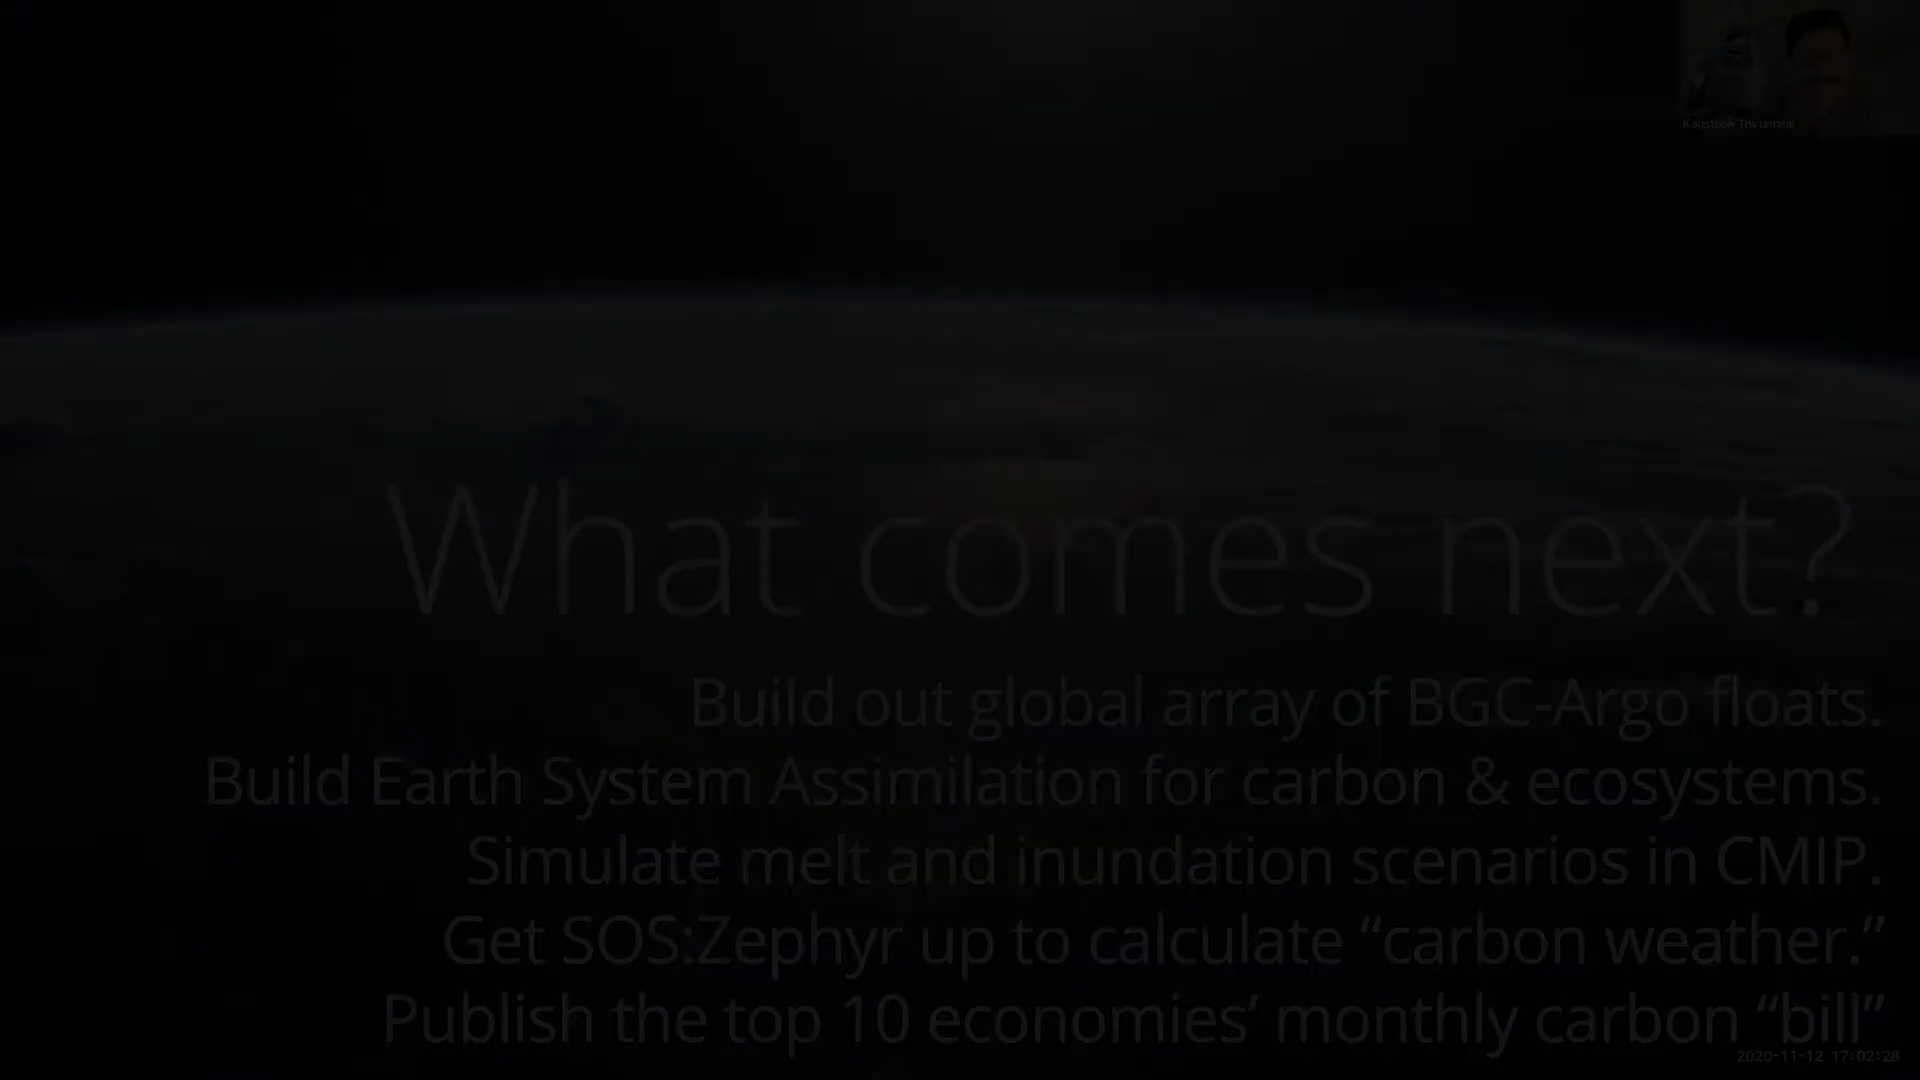 Kaustubh Thirumalai
What comes next?
Build out global array of BGC-Argo floats.
Build Earth System Assimilation for carbon & ecosystems.
Simulate melt and inundation scenarios in CMIP.
Get SOS:Zephyr up to calculate “carbon weather.”
Publish the top 10 economies’ monthly carbon “bill”
2020-11-12 17:02:28